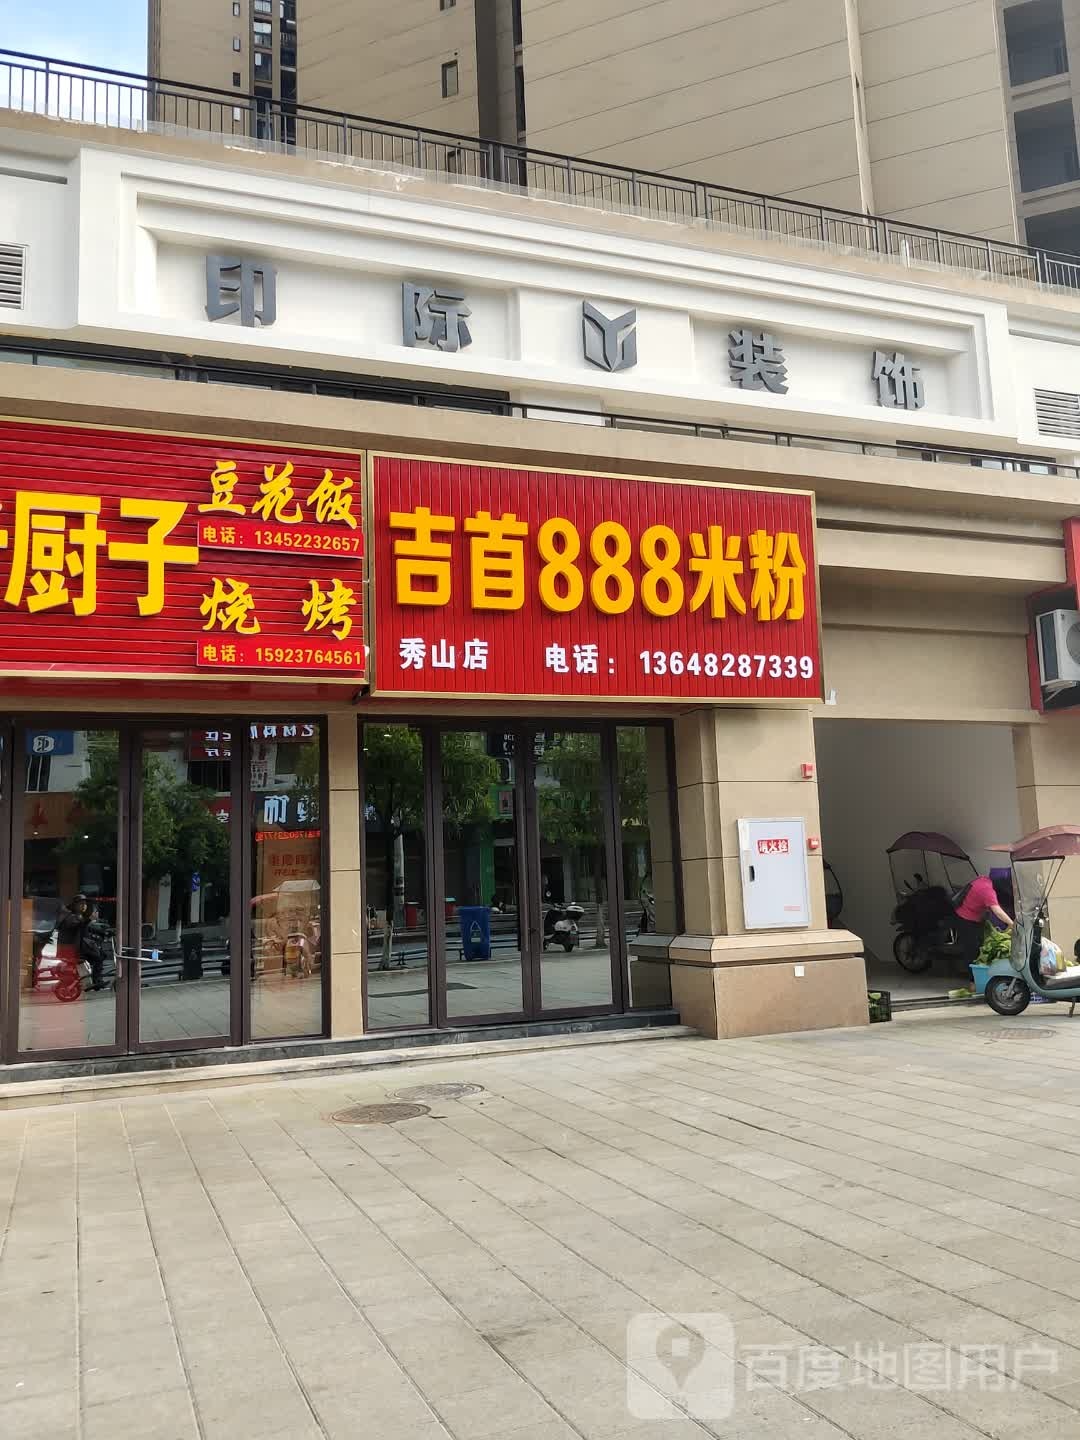 印际装饰
厨子
豆花饭
电话：13452232657
烧烤
电话：15923764561
吉首888米粉
秀山店 电话：13648287339
消火栓
百度地图用户